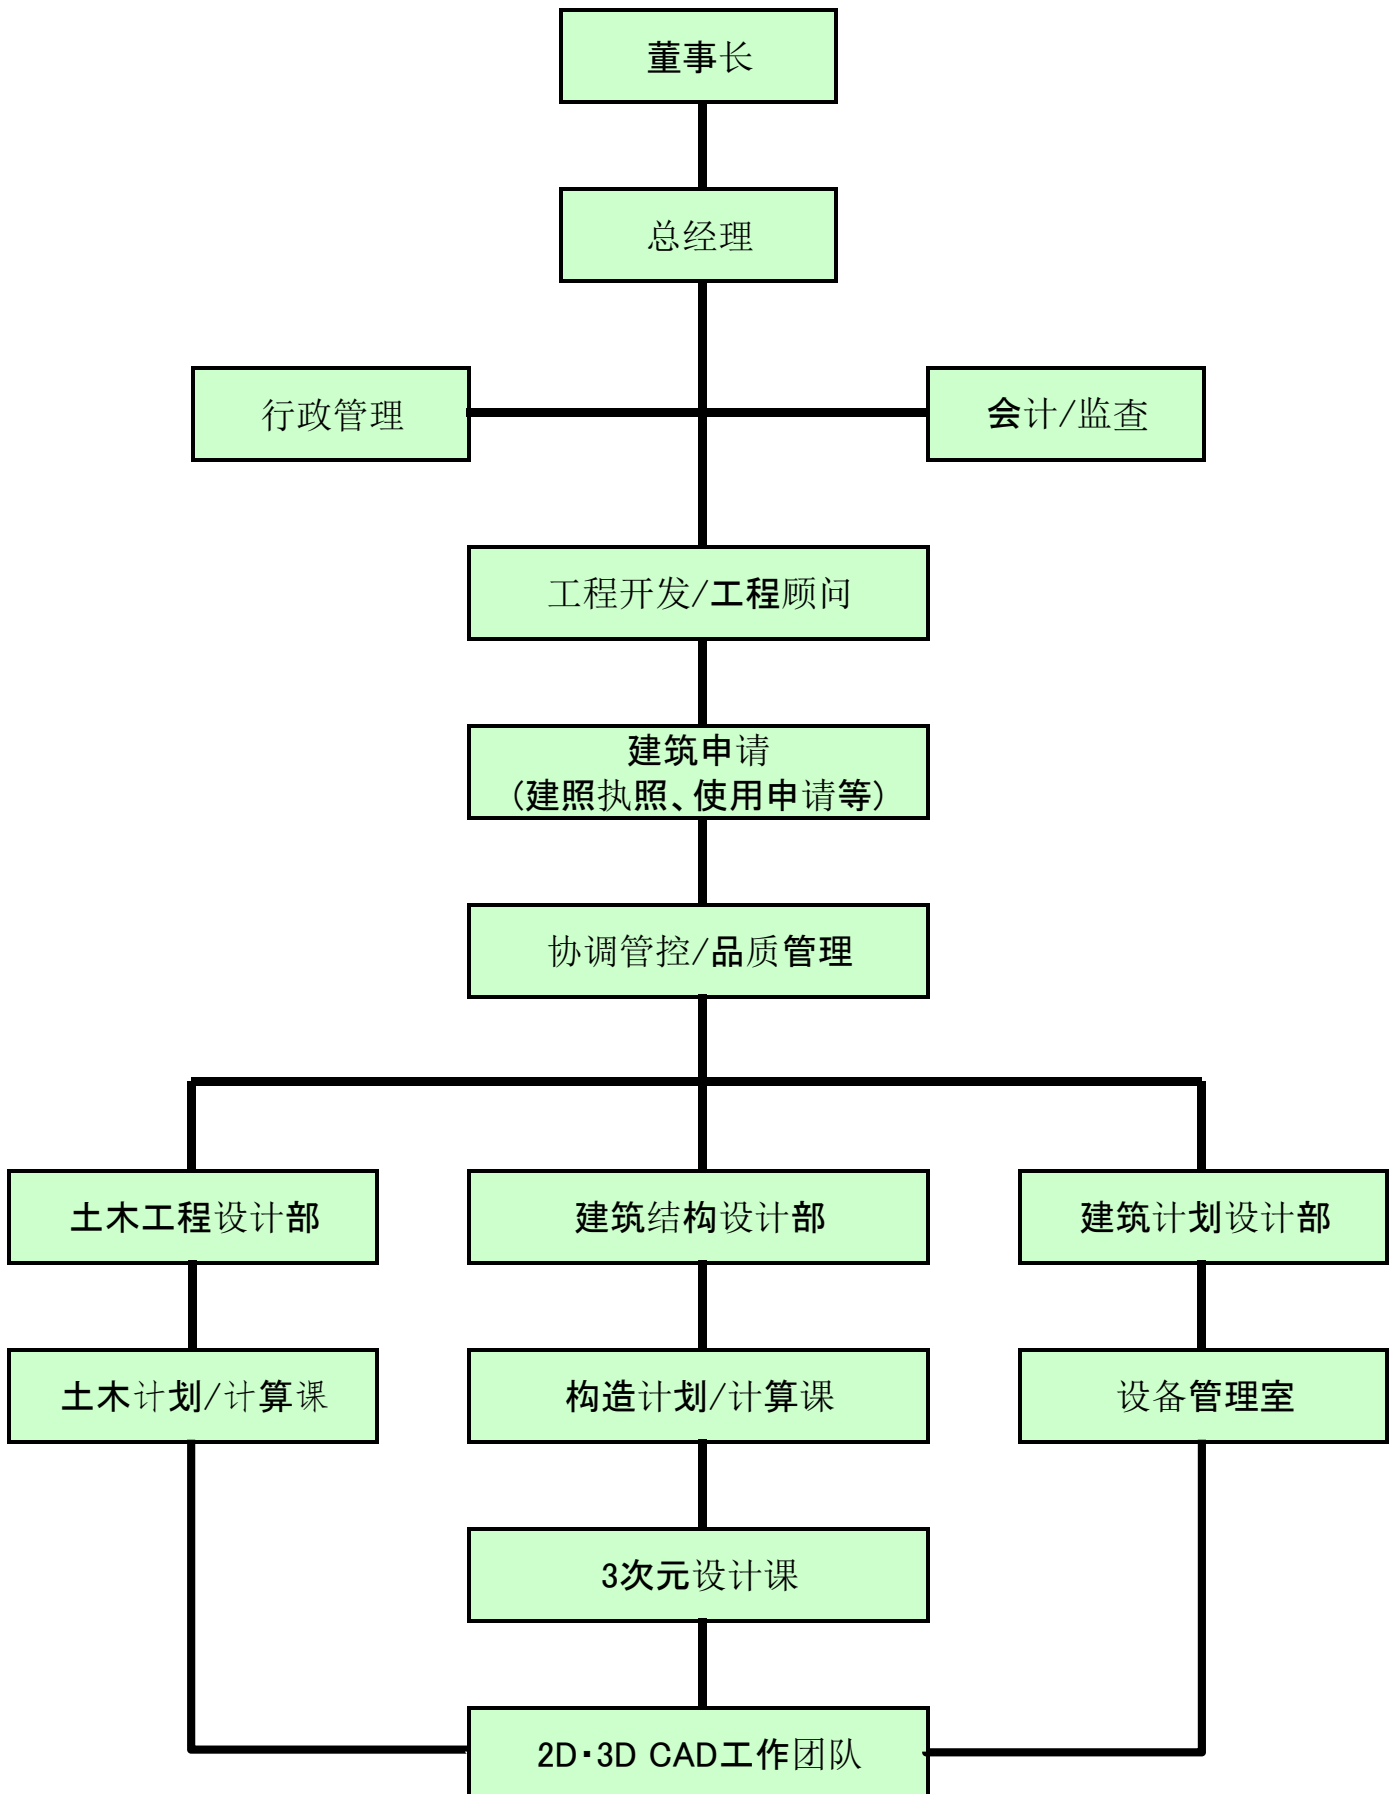 董事长
总经理
行政管理
会计/监查
工程开发/工程顾问
建筑申请
(建照执照、使用申请等)
协调管控/品质管理
土木工程设计部
建筑结构设计部
建筑计划设计部
土木计划/计算课
构造计划/计算课
设备管理室
3次元设计课
2D･3D CAD工作团队